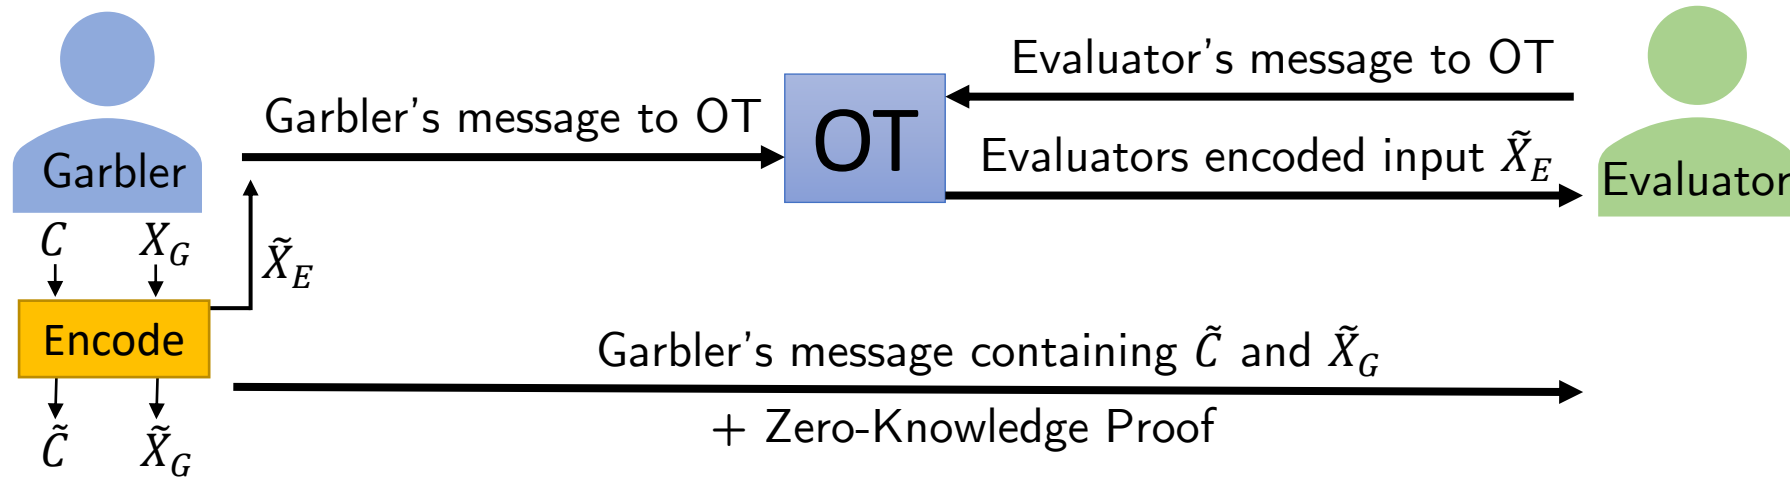 Evaluator's message to OT
Garbler's message to OT
OT
Garbler
Evaluators encoded input X̃_E
Evaluator
C X_G
X̃_E
Encode
Garbler's message containing C̃ and X̃_G
+ Zero-Knowledge Proof
C̃ X̃_G